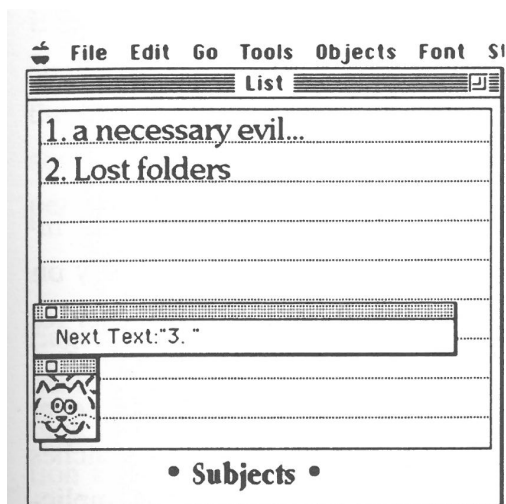 File Edit Go Tools Objects Font
List
1. a necessary evil...
2. Lost folders
Next Text:"3. "
• Subjects •